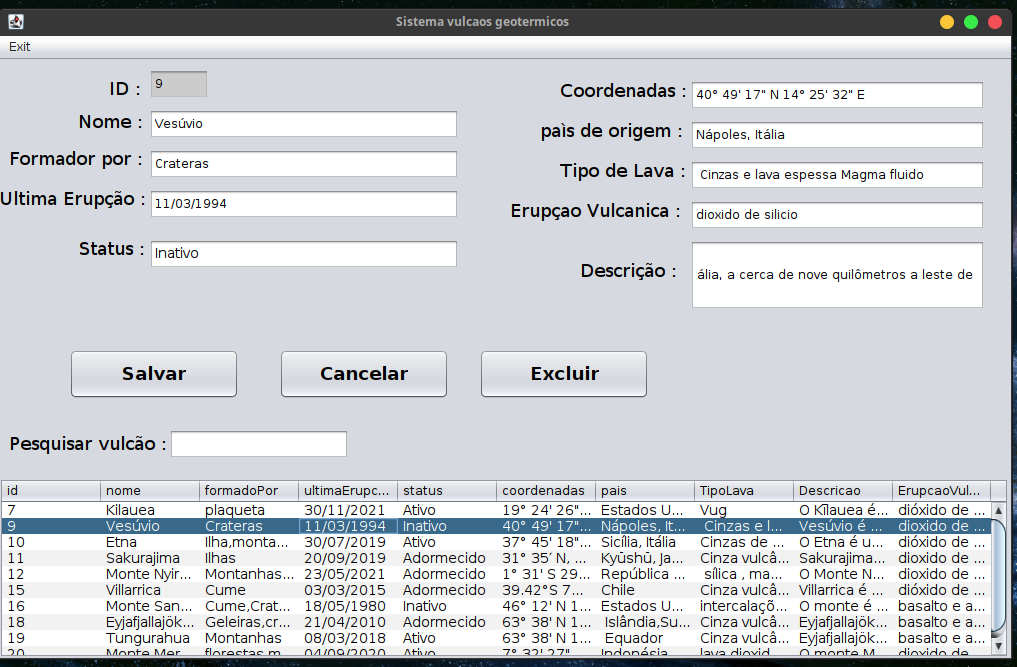 Sistema vulcaos geotermicos
Exit
ID : 9
Nome : Vesúvio
Formador por : Crateras
Ultima Erupção : 11/03/1994
Status : Inativo
Coordenadas : 40° 49' 17" N 14° 25' 32" E
paìs de origem : Nápoles, Itália
Tipo de Lava : Cinzas e lava espessa Magma fluido
Erupçao Vulcanica : dioxido de silicio
Descrição : ália, a cerca de nove quilômetros a leste de
Salvar Cancelar Excluir
Pesquisar vulcão :
id nome formadoPor ultimaErupc... status coordenadas pais TipoLava Descricao ErupcaoVul...
7 Kilauea plaqueta 30/11/2021 Ativo 19° 24' 26"... Estados U... Vug O Kīlauea é... dióxido de ...
9 Vesúvio Crateras 11/03/1994 Inativo 40° 49' 17"... Nápoles, It... Cinzas e l... Vesúvio é ... dioxido de ...
10 Etna Ilha,monta... 30/07/2019 Ativo 37° 45' 18"... Sicília, Itália Cinzas de ... O Etna é u... dióxido de ...
11 Sakurajima Ilhas 20/09/2019 Adormecido 31° 35′ N, ... Kyūshū, Ja... Cinza vulcâ... Sakurajima... dioxido de ...
12 Monte Nyir... Montanhas... 23/05/2021 Adormecido 1° 31' S 29... República ... sílica , ma... O Monte N... dioxido de ...
15 Villarrica Cume 03/03/2015 Adormecido 39.42°S 7... Chile Cinza vulcâ... Villarrica é ... dioxido de ...
16 Monte San... Cume,Crat... 18/05/1980 Inativo 46° 12' N 1... Estados U... intercalaçõ... O monte é ... basalto e a...
18 Eyjafjallajök... Geleiras,cr... 21/04/2010 Adormecido 63° 38' N 1... Islândia,Su... Cinza vulcâ... Eyjafjallajök... basalto e a...
19 Tungurahua Montanhas 08/03/2018 Ativo 63° 38' N 1... Equador Cinza vulcâ... Eyjafjallajök... basalto e a...
20 Monte Mer... florestas,m... 04/09/2020 Adormecido 7° 32' 27"... Indonésia lava dioxid... O Monte M... dioxido de ...